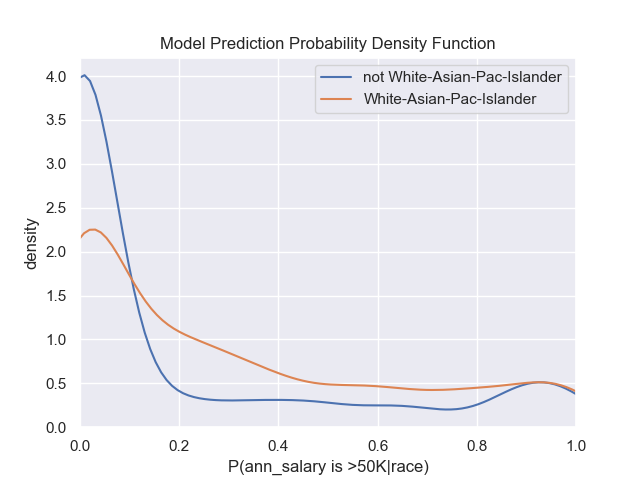 Model Prediction Probability Density Function
not White-Asian-Pac-Islander
White-Asian-Pac-Islander
density
4.0
3.5
3.0
2.5
2.0
1.5
1.0
0.5
0.0
0.0 0.2 0.4 0.6 0.8 1.0
P(ann_salary is >50K|race)